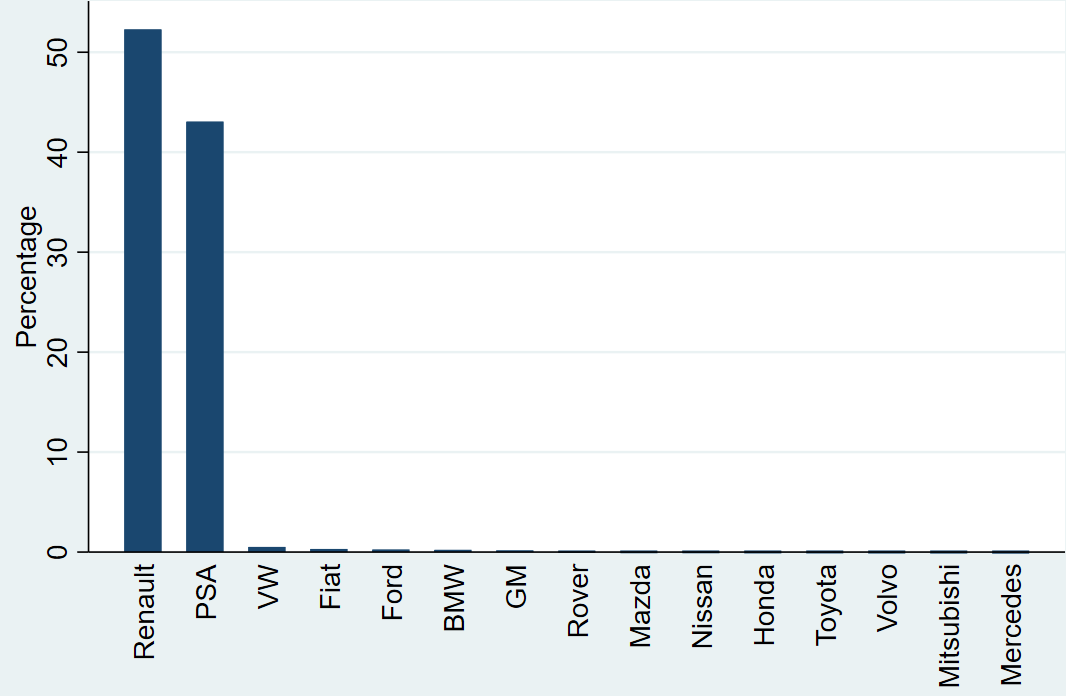 Percentage
50
40
30
20
10
0
Renault
PSA
VW
Fiat
Ford
BMW
GM
Rover
Mazda
Nissan
Honda
Toyota
Volvo
Mitsubishi
Mercedes